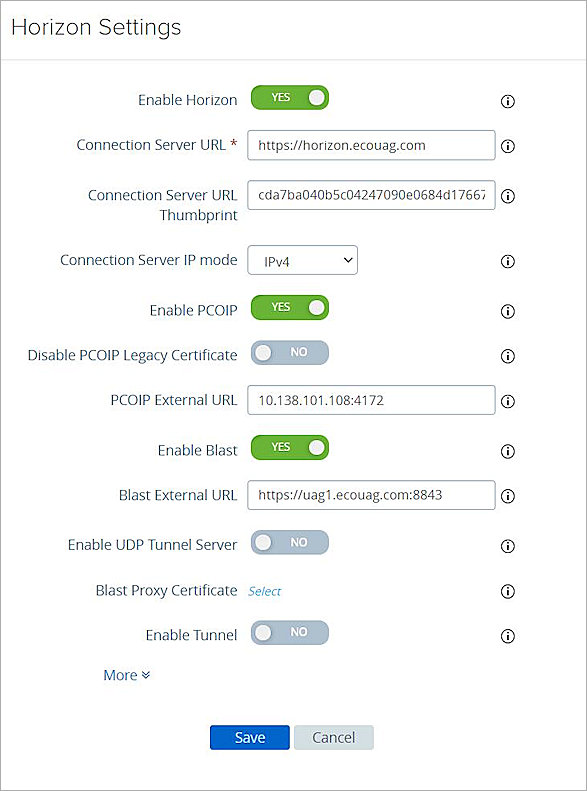 Horizon Settings
Enable Horizon YES
Connection Server URL * https://horizon.ecouag.com
Connection Server URL Thumbprint cda7ba040b5c04247090e0684d17667
Connection Server IP mode IPv4
Enable PCOIP YES
Disable PCOIP Legacy Certificate NO
PCOIP External URL 10.138.101.108:4172
Enable Blast YES
Blast External URL https://uag1.ecouag.com:8843
Enable UDP Tunnel Server NO
Blast Proxy Certificate Select
Enable Tunnel NO
More
Save Cancel